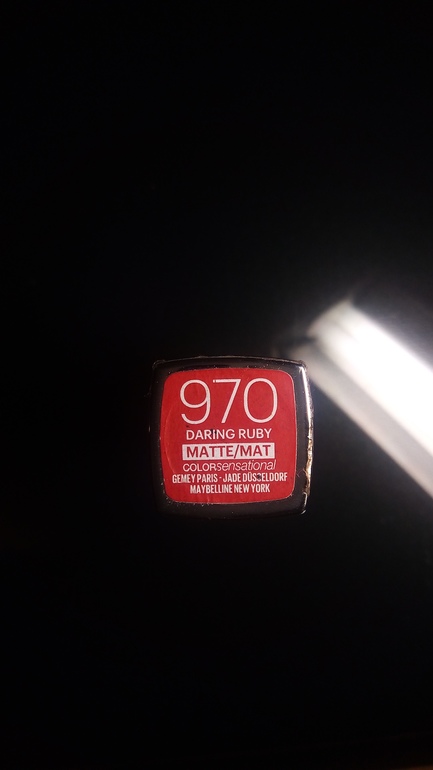 970
DARING RUBY
MATTE/MAT
COLORsensational
GEMEY PARIS - JADE DÜSSELDORF
MAYBELLINE NEW YORK